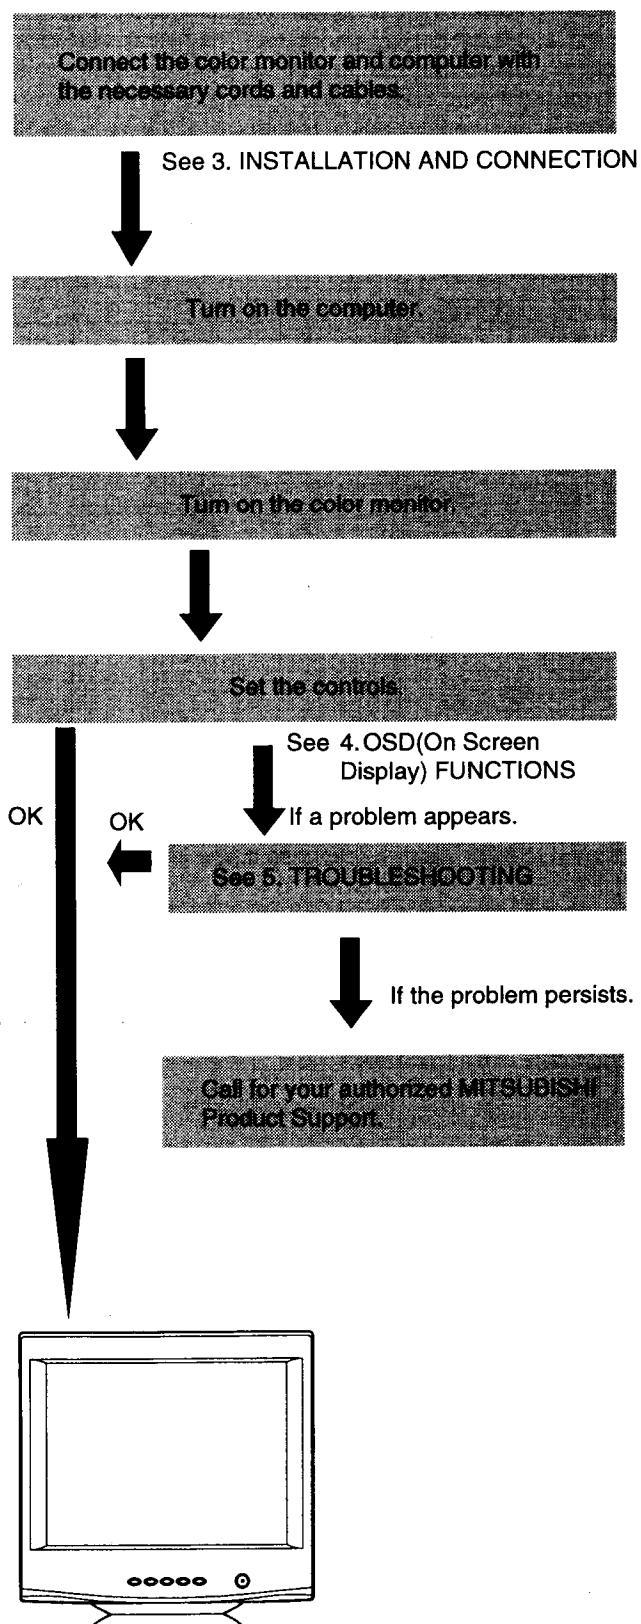 Connect the color monitor and computer with
the necessary cords and cables.
See 3. INSTALLATION AND CONNECTION
Turn on the computer.
Turn on the color monitor.
Set the controls.
See 4.OSD(On Screen
Display) FUNCTIONS
OK
OK
If a problem appears.
See 5. TROUBLESHOOTING
If the problem persists.
Call for your authorized MITSUBISHI
Product Support.